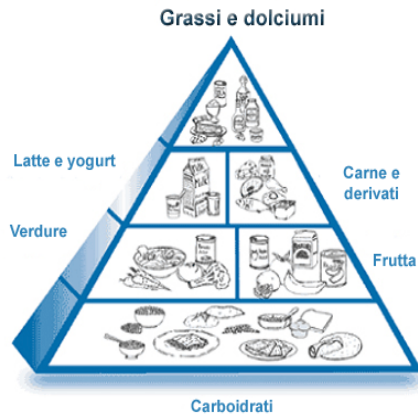 Grassi e dolciumi
Latte e yogurt
Carne e
derivati
Verdure
Frutta
Carboidrati